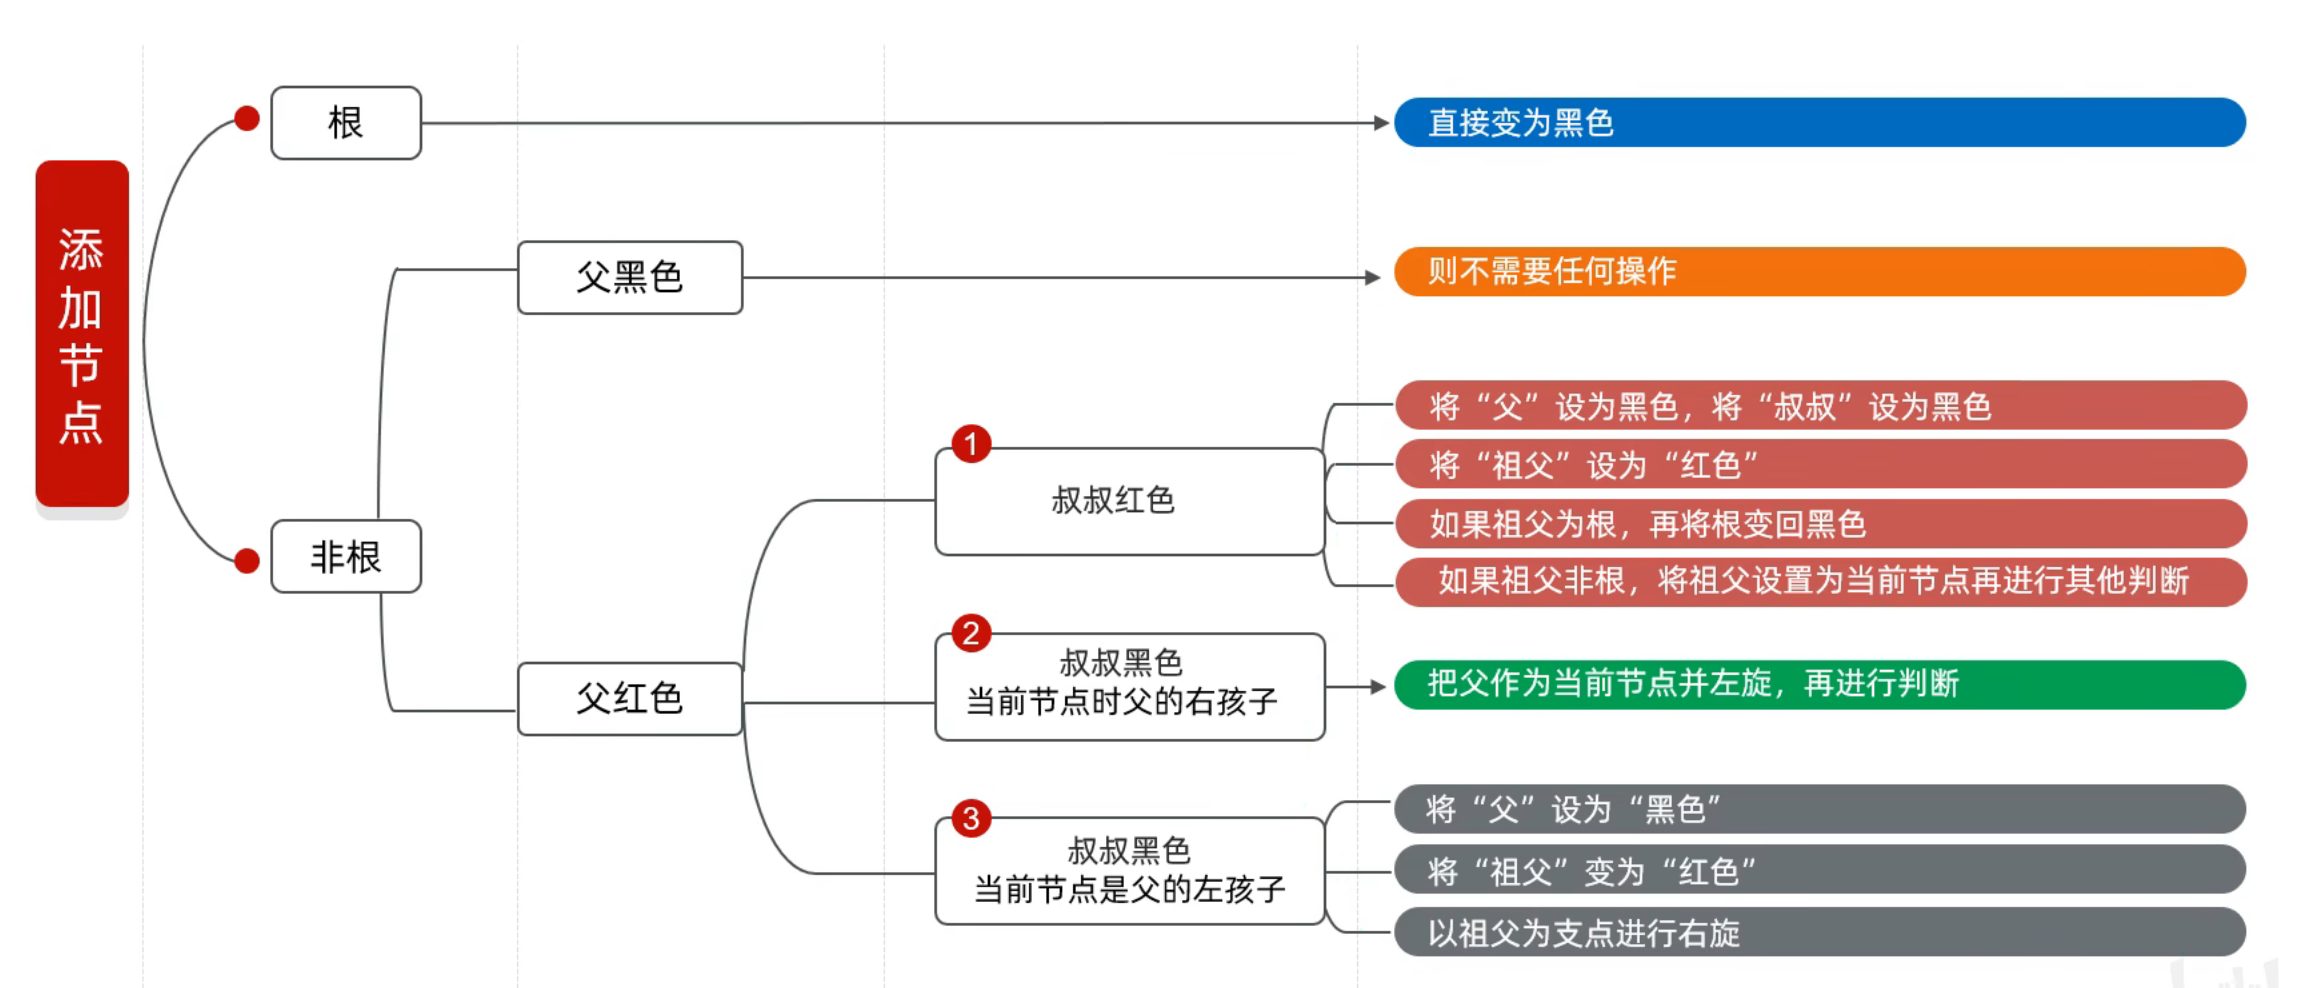 添加节点
根
直接变为黑色
父黑色
则不需要任何操作
非根
父红色
1
叔叔红色
将“父”设为黑色，将“叔叔”设为黑色
将“祖父”设为“红色”
如果祖父为根，再将根变回黑色
如果祖父非根，将祖父设置为当前节点再进行其他判断
2
叔叔黑色
当前节点时父的右孩子
把父作为当前节点并左旋，再进行判断
3
叔叔黑色
当前节点是父的左孩子
将“父”设为“黑色”
将“祖父”变为“红色”
以祖父为支点进行右旋